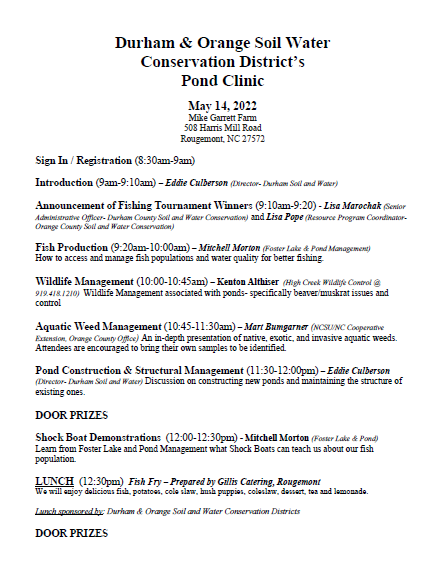 Durham & Orange Soil Water
Conservation District's
Pond Clinic
May 14, 2022
Mike Garrett Farm
508 Harris Mill Road
Rougemont, NC 27572
Sign In / Registration (8:30am-9am)
Introduction (9am-9:10am) – Eddie Culberson (Director- Durham Soil and Water)
Announcement of Fishing Tournament Winners (9:10am-9:20) - Lisa Marochak (Senior
Administrative Officer- Durham County Soil and Water Conservation) and Lisa Pope (Resource Program Coordinator-
Orange County Soil and Water Conservation)
Fish Production (9:20am-10:00am) – Mitchell Morton (Foster Lake & Pond Management)
How to access and manage fish populations and water quality for better fishing.
Wildlife Management (10:00-10:45am) – Kenton Althiser (High Creek Wildlife Control @
919.418.1210) Wildlife Management associated with ponds- specifically beaver/muskrat issues and
control
Aquatic Weed Management (10:45-11:30am) – Mart Bumgarner (NCSU/NC Cooperative
Extension, Orange County Office) An in-depth presentation of native, exotic, and invasive aquatic weeds.
Attendees are encouraged to bring their own samples to be identified.
Pond Construction & Structural Management (11:30-12:00pm) – Eddie Culberson
(Director- Durham Soil and Water) Discussion on constructing new ponds and maintaining the structure of
existing ones.
DOOR PRIZES
Shock Boat Demonstrations (12:00-12:30pm) - Mitchell Morton (Foster Lake & Pond)
Learn from Foster Lake and Pond Management what Shock Boats can teach us about our fish
population.
LUNCH (12:30pm) Fish Fry – Prepared by Gillis Catering, Rougemont
We will enjoy delicious fish, potatoes, cole slaw, hush puppies, coleslaw, dessert, tea and lemonade.
Lunch sponsored by: Durham & Orange Soil and Water Conservation Districts
DOOR PRIZES